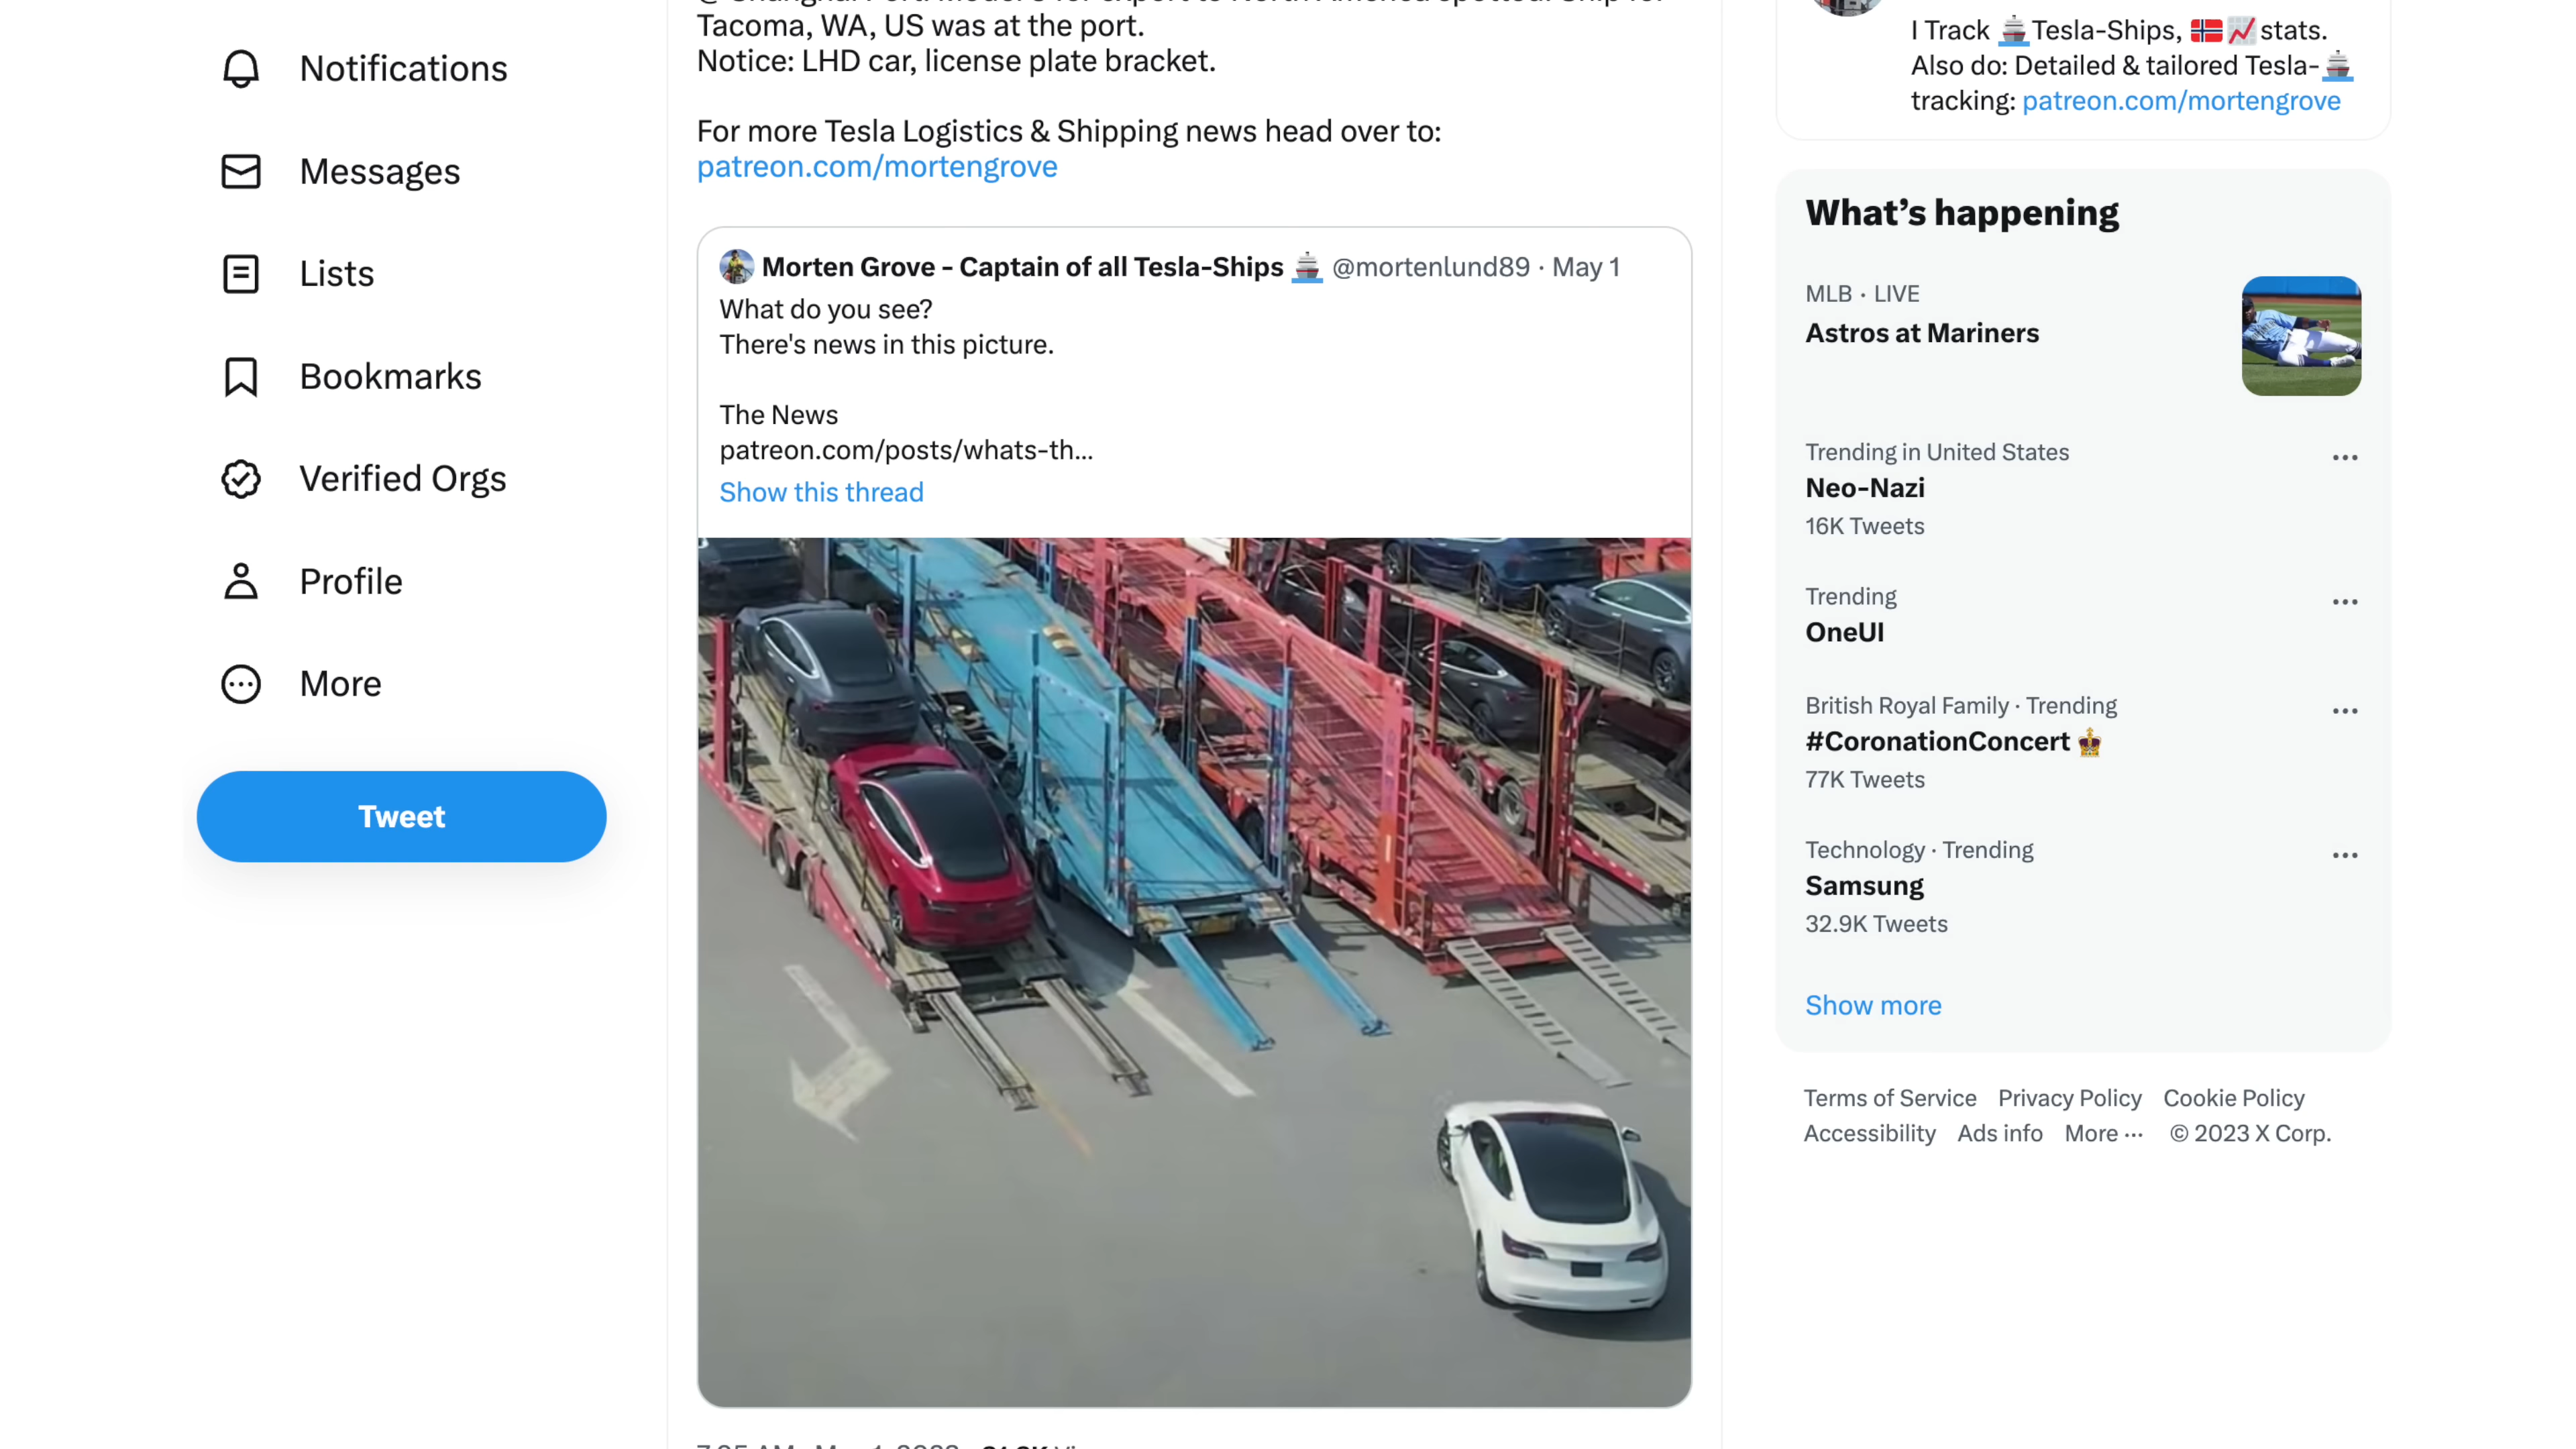 Notifications
Messages
Lists
Bookmarks
Verified Orgs
Profile
More
Tweet
Tacoma, WA, US was at the port.
Notice: LHD car, license plate bracket.
For more Tesla Logistics & Shipping news head over to:
patreon.com/mortengrove
Morten Grove - Captain of all Tesla-Ships 🚢 @mortenlund89 · May 1
What do you see?
There's news in this picture.
The News
patreon.com/posts/whats-th...
Show this thread
I Track 🚢Tesla-Ships, 🇳🇴📈stats.
Also do: Detailed & tailored Tesla-🚢
tracking: patreon.com/mortengrove
What's happening
MLB · LIVE
Astros at Mariners
Trending in United States
Neo-Nazi
16K Tweets
Trending
OneUI
British Royal Family · Trending
#CoronationConcert
77K Tweets
Technology · Trending
Samsung
32.9K Tweets
Show more
Terms of Service Privacy Policy Cookie Policy
Accessibility Ads info More ··· © 2023 X Corp.